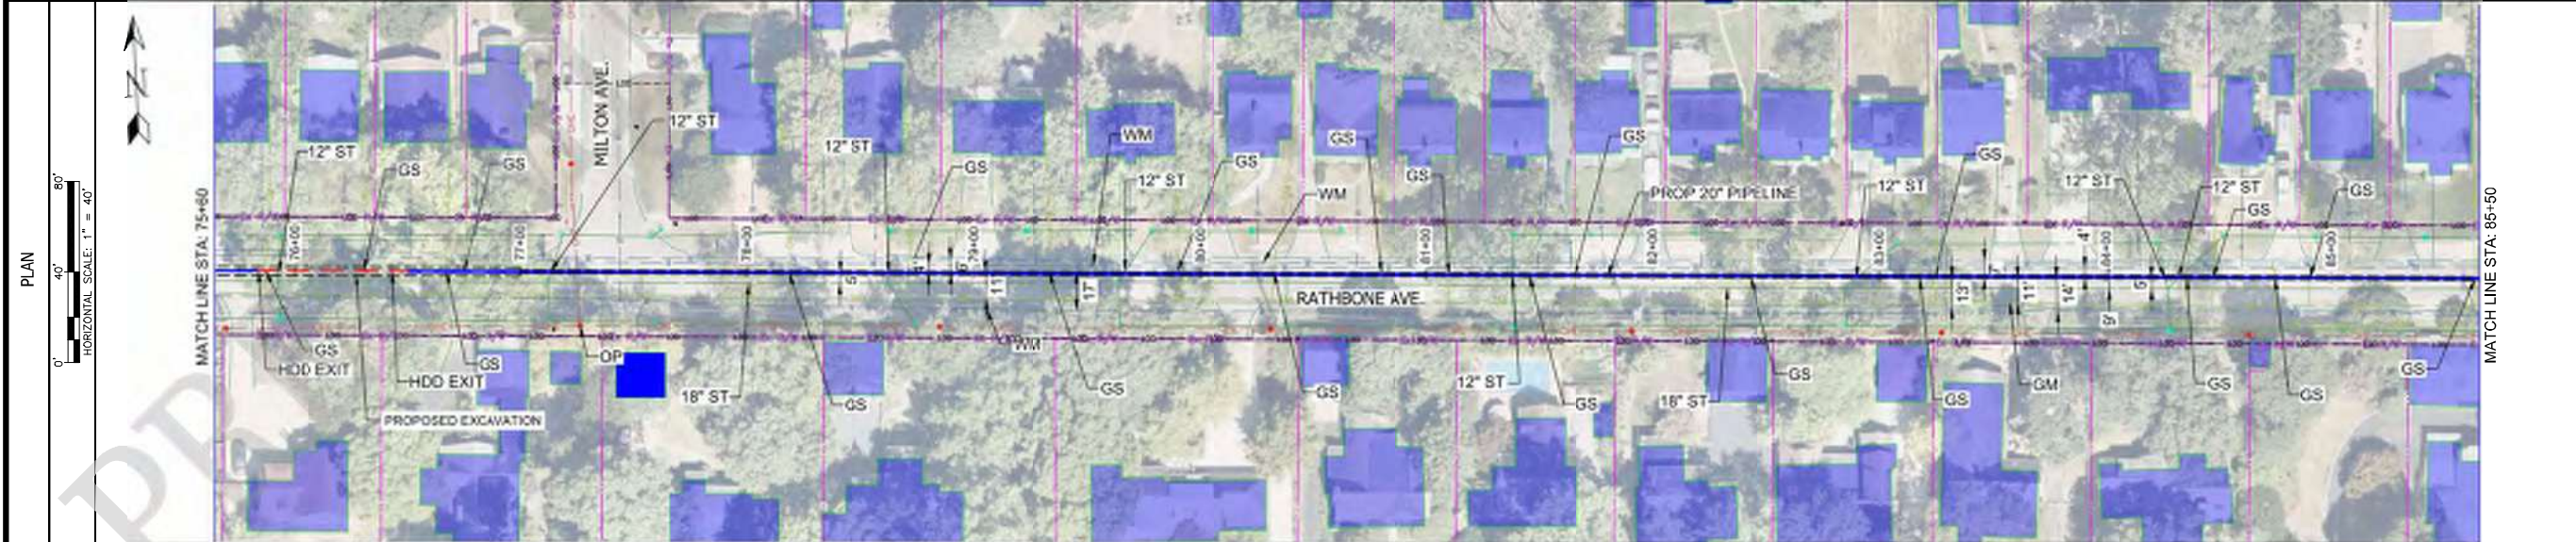 PLAN
0' 40' 80'
HORIZONTAL SCALE: 1" = 40'
N
MATCH LINE STA: 75+60
MILTON AVE.
12" ST
12" ST
GS
GS
12" ST
GS
WM
12" ST
GS
WM
GS
GS
GS
PROP 20" PIPELINE
12" ST
GS
12" ST
12" ST
GS
GS
76+00
77+00
78+00
79+00
80+00
81+00
82+00
83+00
84+00
85+00
5'
11'
17'
13'
11'
14'
4'
9'
RATHBONE AVE.
GS
HDD EXIT
HDD EXIT
GS
PROPOSED EXCAVATION
OP
18" ST
GS
WM
GS
GS
12" ST
GS
18" ST
GS
GS
GM
GS
GS
GS
MATCH LINE STA: 85+50
PR